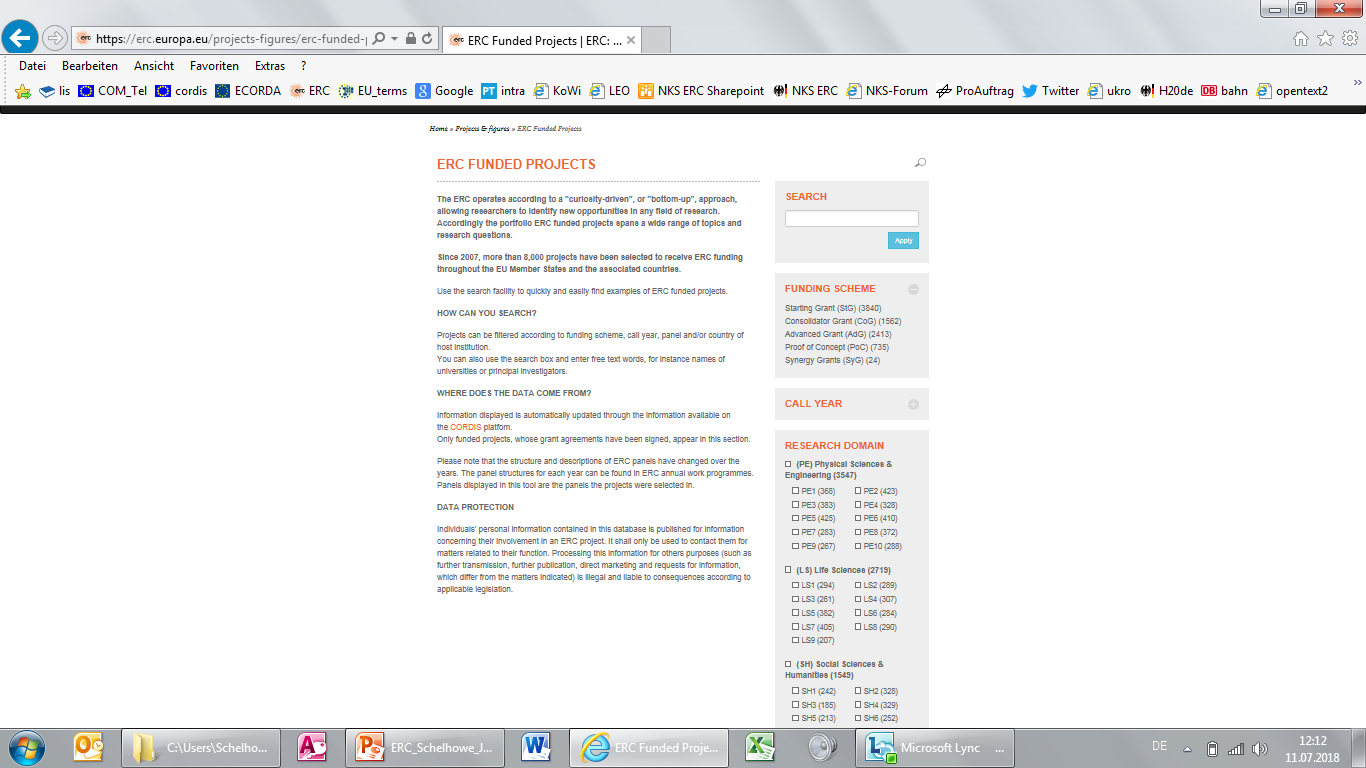 https://erc.europa.eu/projects-figures/erc-funded-p
ERC Funded Projects | ERC: ...
Datei Bearbeiten Ansicht Favoriten Extras ?
lis COM_Tel cordis ECORDA ERC EU_terms Google intra KoWi LEO NKS ERC Sharepoint NKS ERC NKS-Forum ProAuftrag Twitter ukro H20de bahn opentext2
Home » Projects & figures » ERC Funded Projects
ERC FUNDED PROJECTS
The ERC operates according to a "curiosity-driven", or "bottom-up", approach,
allowing researchers to identify new opportunities in any field of research.
Accordingly the portfolio ERC funded projects spans a wide range of topics and
research questions.
Since 2007, more than 8,000 projects have been selected to receive ERC funding
throughout the EU Member States and the associated countries.
Use the search facility to quickly and easily find examples of ERC funded projects.
HOW CAN YOU SEARCH?
Projects can be filtered according to funding scheme, call year, panel and/or country of
host institution.
You can also use the search box and enter free text words, for instance names of
universities or principal investigators.
WHERE DOES THE DATA COME FROM?
Information displayed is automatically updated through the information available on
the CORDIS platfom.
Only funded projects, whose grant agreements have been signed, appear in this section.
Please note that the structure and descriptions of ERC panels have changed over the
years. The panel structures for each year can be found in ERC annual work programmes.
Panels displayed in this tool are the panels the projects were selected in.
DATA PROTECTION
Individuals' personal information contained in this database is published for information
concerning their involvement in an ERC project. It shall only be used to contact them for
matters related to their function. Processing this information for others purposes (such as
further transmission, further publication, direct marketing and requests for information,
which differ from the matters indicated) is illegal and liable to consequences according to
applicable legislation.
SEARCH
Apply
FUNDING SCHEME
Starting Grant (StG) (3840)
Consolidator Grant (CoG) (1562)
Advanced Grant (AdG) (2413)
Proof of Concept (PoC) (735)
Synergy Grants (SyG) (24)
CALL YEAR
RESEARCH DOMAIN
(PE) Physical Sciences &
Engineering (3547)
PE1 (368) PE2 (423)
PE3 (383) PE4 (328)
PE5 (425) PE6 (410)
PE7 (283) PE8 (372)
PE9 (267) PE10 (288)
(LS) Life Sciences (2719)
LS1 (294) LS2 (289)
LS3 (261) LS4 (307)
LS5 (382) LS6 (284)
LS7 (405) LS8 (290)
LS9 (207)
(SH) Social Sciences &
Humanities (1549)
SH1 (242) SH2 (328)
SH3 (185) SH4 (329)
SH5 (213) SH6 (252)
C:\Users\Schelho... ERC_Schelhowe_J... ERC Funded Proje... Microsoft Lync ... DE 12:12
11.07.2018